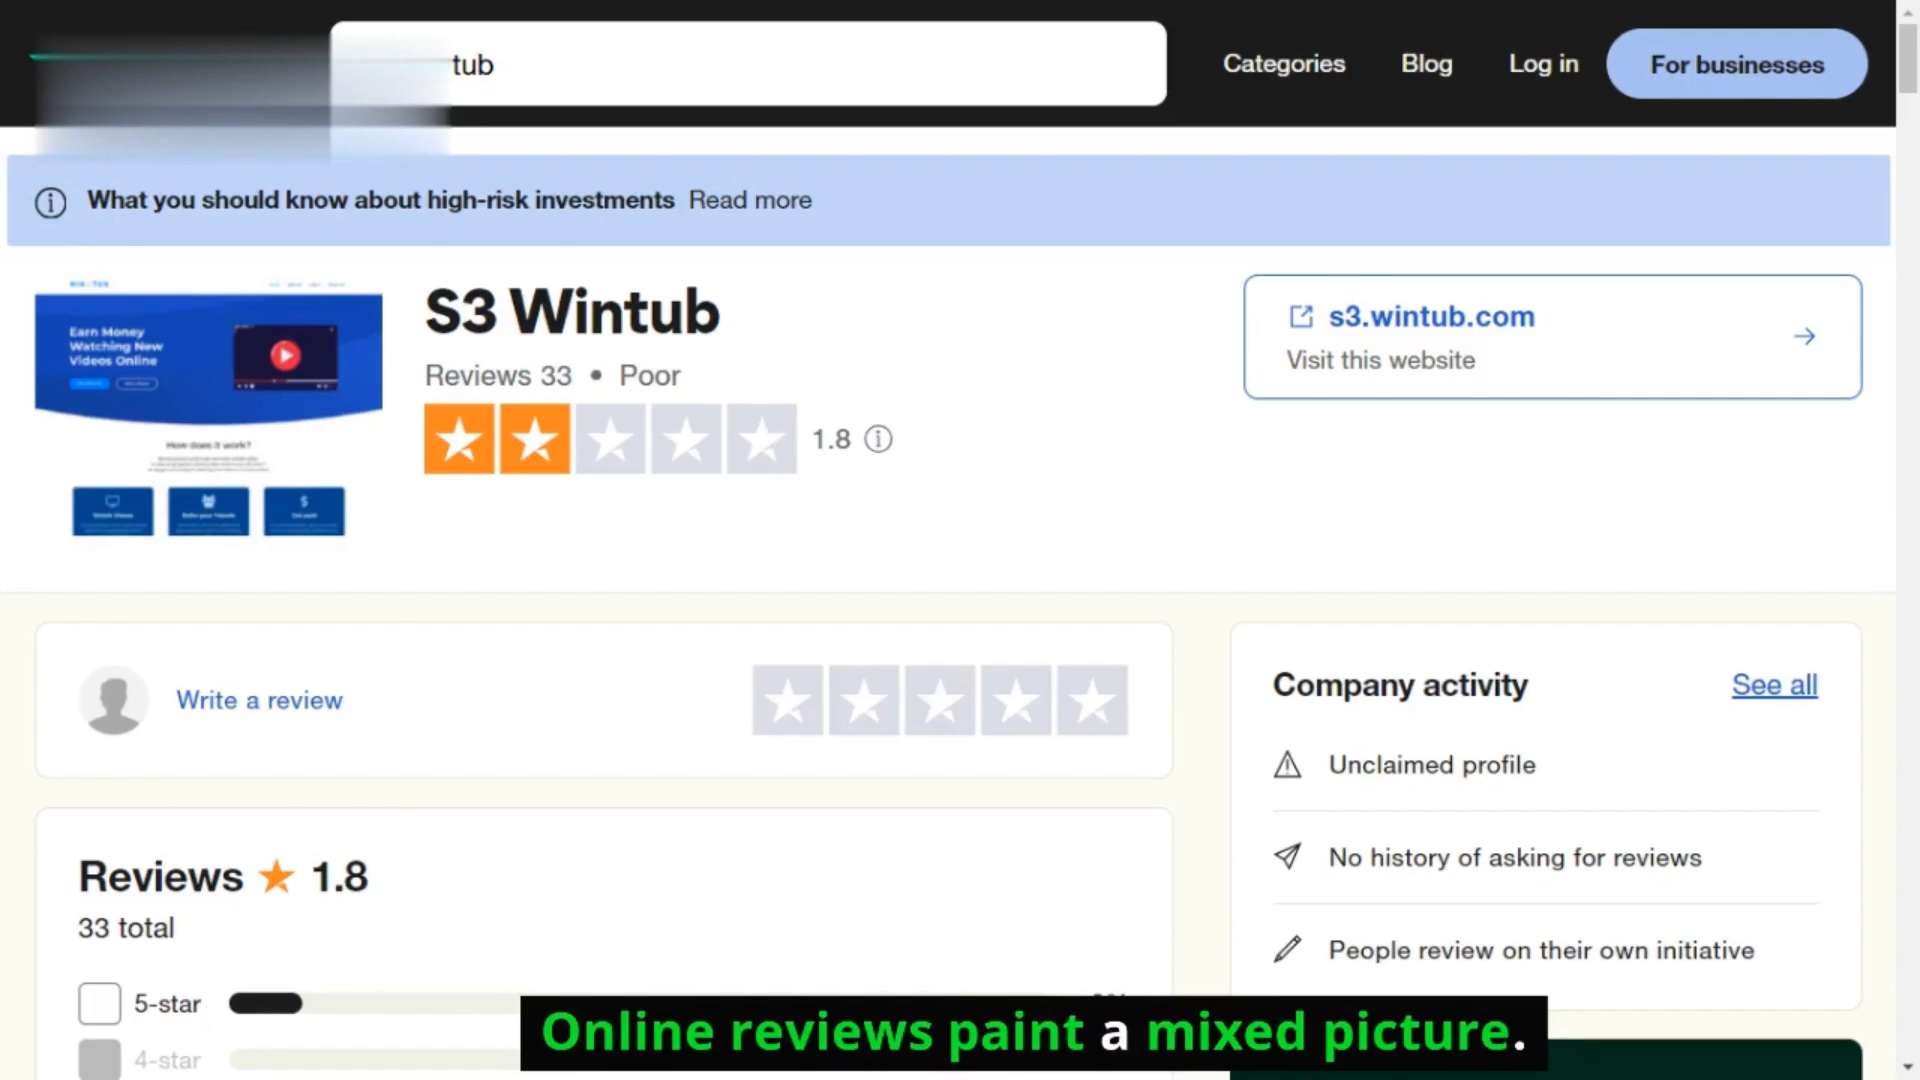 tub
Categories
Blog
Log in
For businesses
What you should know about high-risk investments Read more
Earn Money
Watching New
Videos Online
How does it work?
S3 Wintub
Reviews 33 • Poor
1.8
s3.wintub.com
Visit this website
Write a review
Company activity
See all
Unclaimed profile
No history of asking for reviews
People review on their own initiative
Reviews 1.8
33 total
5-star
4-star
Online reviews paint a mixed picture.